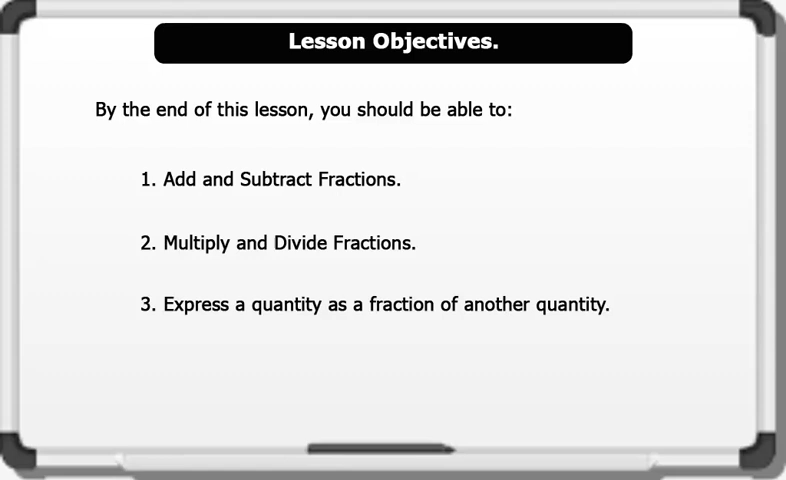 Lesson Objectives.
By the end of this lesson, you should be able to:
1. Add and Subtract Fractions.
2. Multiply and Divide Fractions.
3. Express a quantity as a fraction of another quantity.